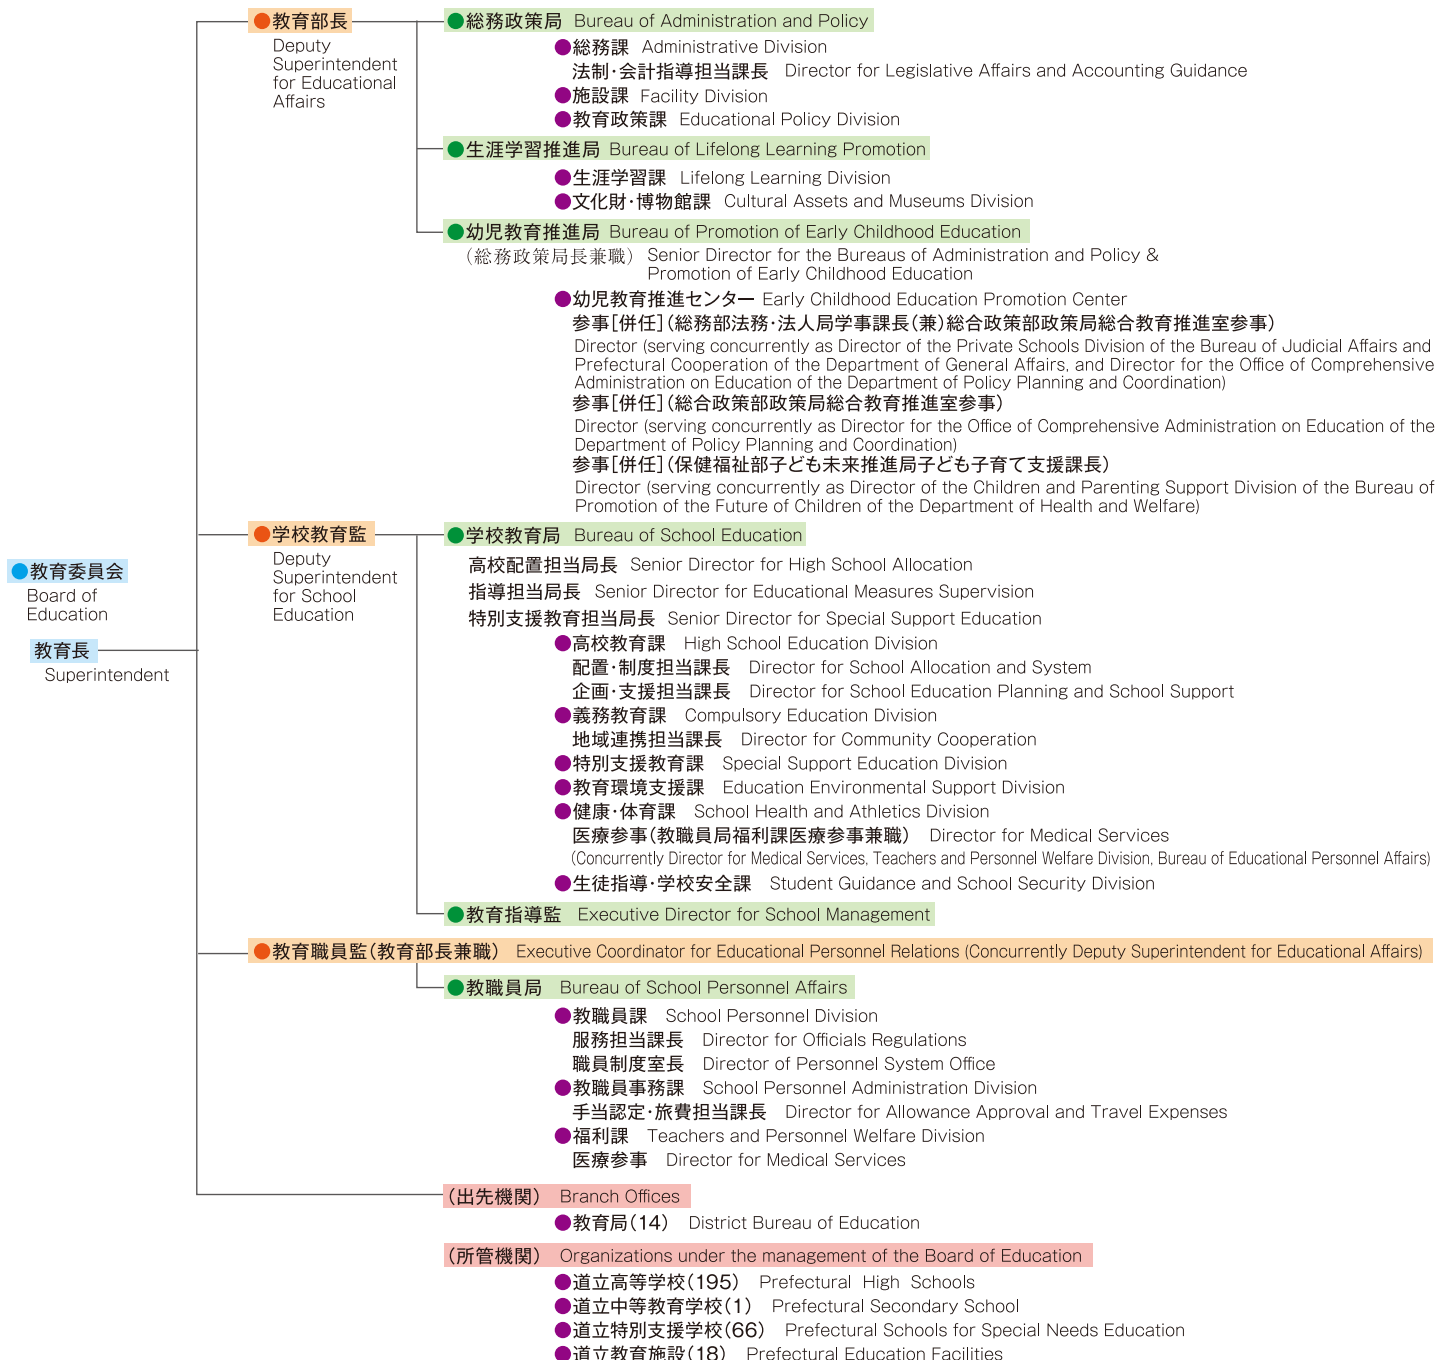 ●教育部長
Deputy
Superintendent
for Educational
Affairs
●総務政策局 Bureau of Administration and Policy
●総務課 Administrative Division
法制・会計指導担当課長 Director for Legislative Affairs and Accounting Guidance
●施設課 Facility Division
●教育政策課 Educational Policy Division
●生涯学習推進局 Bureau of Lifelong Learning Promotion
●生涯学習課 Lifelong Learning Division
●文化財・博物館課 Cultural Assets and Museums Division
●幼児教育推進局 Bureau of Promotion of Early Childhood Education
（総務政策局長兼職） Senior Director for the Bureaus of Administration and Policy &
Promotion of Early Childhood Education
●幼児教育推進センター Early Childhood Education Promotion Center
参事［併任］（総務部法務・法人局学事課長（兼）総合政策部政策局総合教育推進室参事）
Director (serving concurrently as Director of the Private Schools Division of the Bureau of Judicial Affairs and
Prefectural Cooperation of the Department of General Affairs, and Director for the Office of Comprehensive
Administration on Education of the Department of Policy Planning and Coordination)
参事［併任］（総合政策部政策局総合教育推進室参事）
Director (serving concurrently as Director for the Office of Comprehensive Administration on Education of the
Department of Policy Planning and Coordination)
参事［併任］（保健福祉部子ども未来推進局子ども子育て支援課長）
Director (serving concurrently as Director of the Children and Parenting Support Division of the Bureau of
Promotion of the Future of Children of the Department of Health and Welfare)
●教育委員会
Board of
Education
教育長
Superintendent
●学校教育監
Deputy
Superintendent
for School
Education
●学校教育局 Bureau of School Education
高校配置担当局長 Senior Director for High School Allocation
指導担当局長 Senior Director for Educational Measures Supervision
特別支援教育担当局長 Senior Director for Special Support Education
●高校教育課 High School Education Division
配置・制度担当課長 Director for School Allocation and System
企画・支援担当課長 Director for School Education Planning and School Support
●義務教育課 Compulsory Education Division
地域連携担当課長 Director for Community Cooperation
●特別支援教育課 Special Support Education Division
●教育環境支援課 Education Environmental Support Division
●健康・体育課 School Health and Athletics Division
医療参事（教職員局福利課医療参事兼職） Director for Medical Services
(Concurrently Director for Medical Services, Teachers and Personnel Welfare Division, Bureau of Educational Personnel Affairs)
●生徒指導・学校安全課 Student Guidance and School Security Division
●教育指導監 Executive Director for School Management
●教育職員監（教育部長兼職） Executive Coordinator for Educational Personnel Relations (Concurrently Deputy Superintendent for Educational Affairs)
●教職員局 Bureau of School Personnel Affairs
●教職員課 School Personnel Division
服務担当課長 Director for Officials Regulations
職員制度室長 Director of Personnel System Office
●教職員事務課 School Personnel Administration Division
手当認定・旅費担当課長 Director for Allowance Approval and Travel Expenses
●福利課 Teachers and Personnel Welfare Division
医療参事 Director for Medical Services
（出先機関） Branch Offices
●教育局（14） District Bureau of Education
（所管機関） Organizations under the management of the Board of Education
●道立高等学校（195） Prefectural High Schools
●道立中等教育学校（1） Prefectural Secondary School
●道立特別支援学校（66） Prefectural Schools for Special Needs Education
●道立教育施設（18） Prefectural Education Facilities